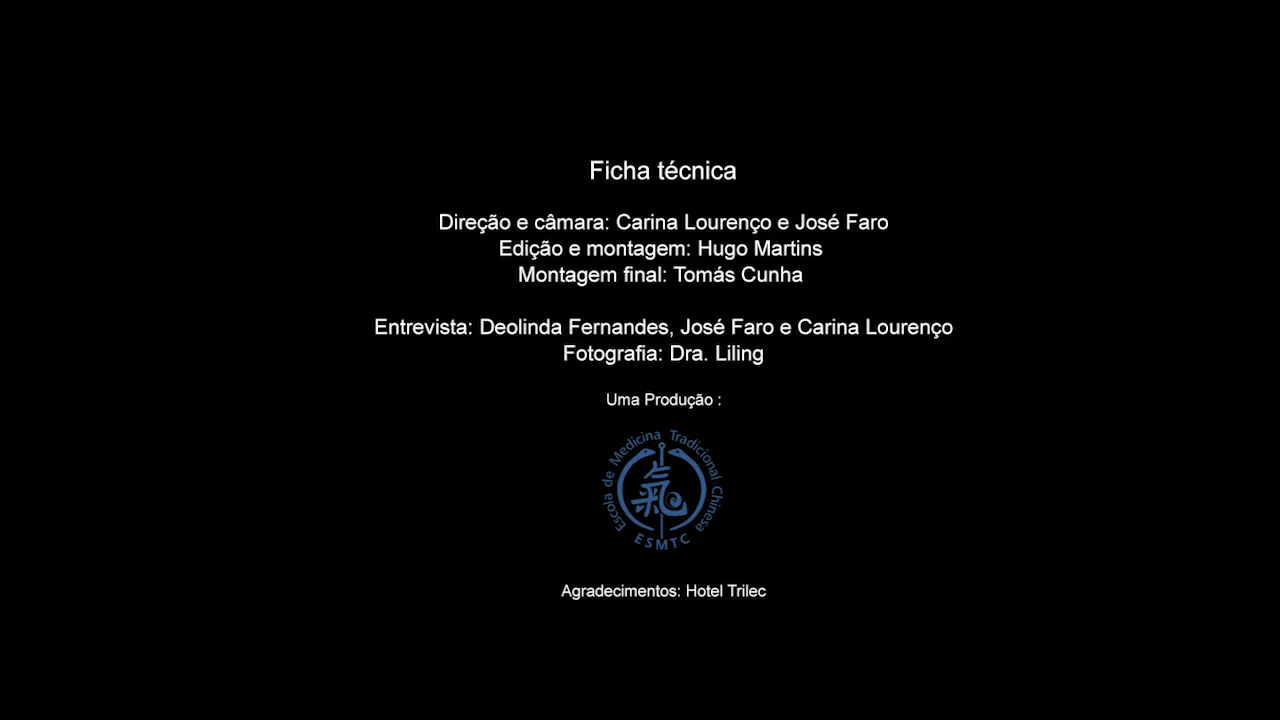 Ficha técnica
Direção e câmara: Carina Lourenço e José Faro
Edição e montagem: Hugo Martins
Montagem final: Tomás Cunha
Entrevista: Deolinda Fernandes, José Faro e Carina Lourenço
Fotografia: Dra. Liling
Uma Produção :
Escola de Medicina Tradicional Chinesa
氣
ESMTC
Agradecimentos: Hotel Trilec